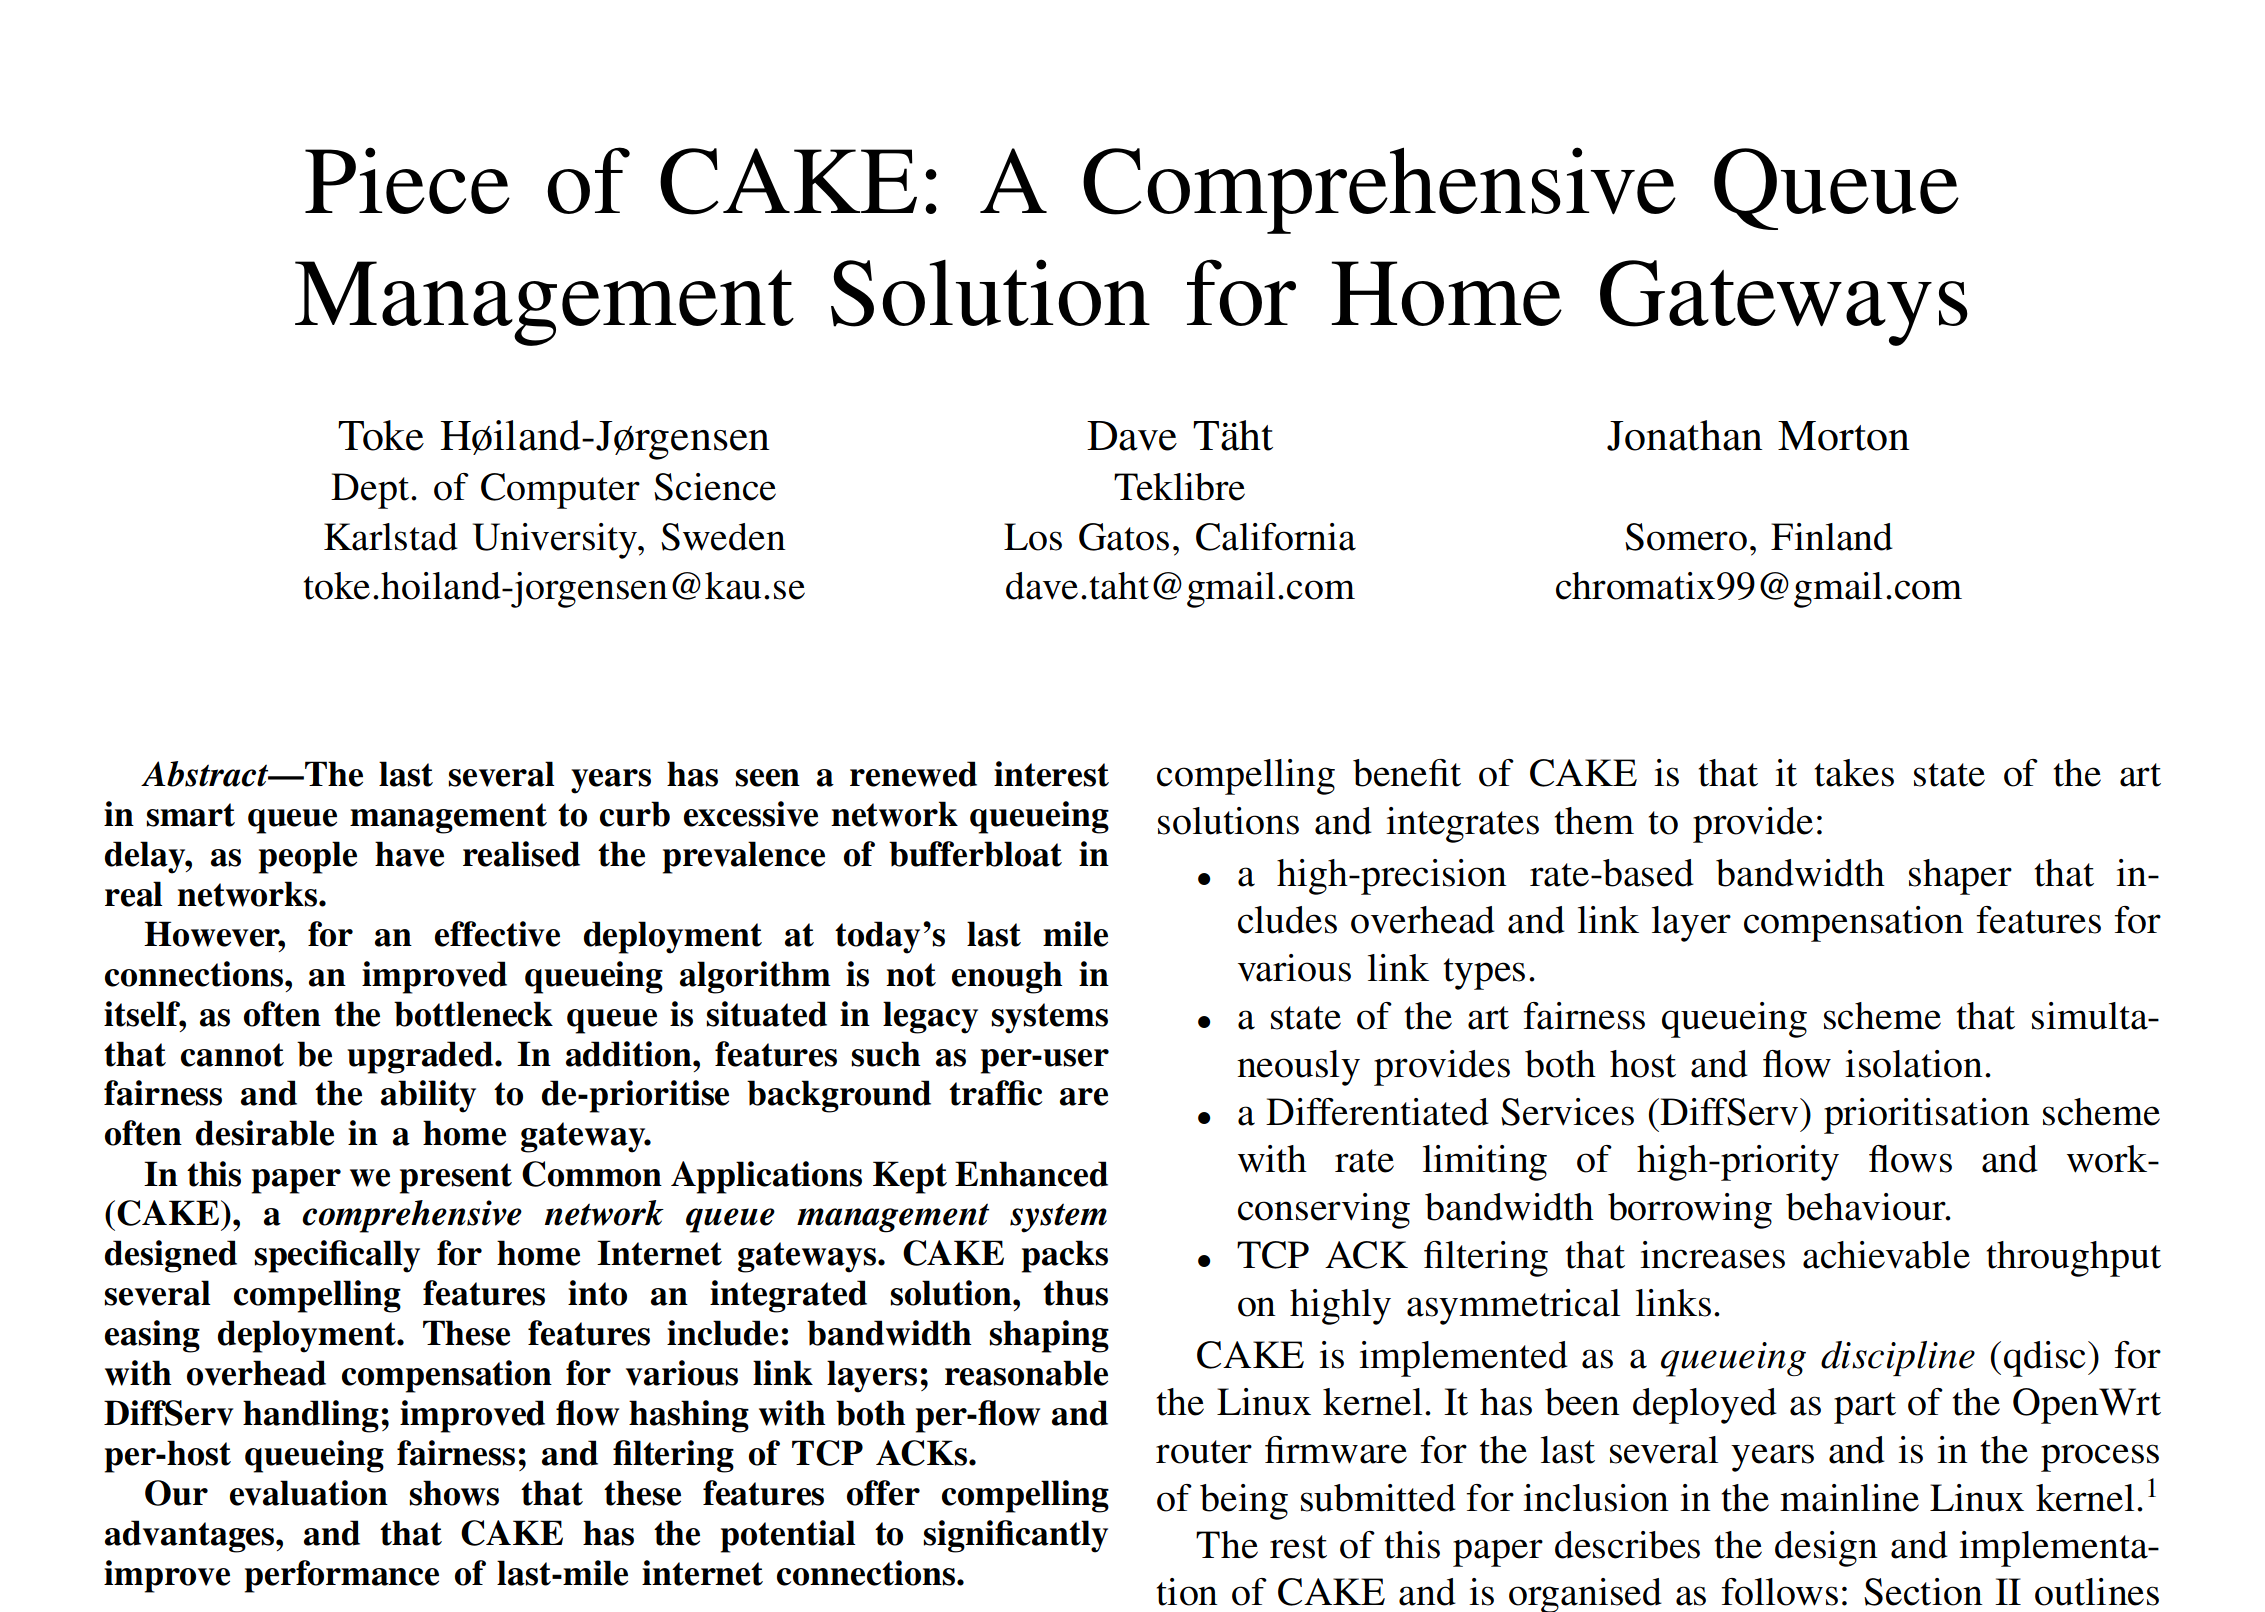 Piece of CAKE: A Comprehensive Queue
Management Solution for Home Gateways
Toke Høiland-Jørgensen
Dept. of Computer Science
Karlstad University, Sweden
toke.hoiland-jorgensen@kau.se
Dave Täht
Teklibre
Los Gatos, California
dave.taht@gmail.com
Jonathan Morton
Somero, Finland
chromatix99@gmail.com
Abstract—The last several years has seen a renewed interest
in smart queue management to curb excessive network queueing
delay, as people have realised the prevalence of bufferbloat in
real networks.
However, for an effective deployment at today's last mile
connections, an improved queueing algorithm is not enough in
itself, as often the bottleneck queue is situated in legacy systems
that cannot be upgraded. In addition, features such as per-user
fairness and the ability to de-prioritise background traffic are
often desirable in a home gateway.
In this paper we present Common Applications Kept Enhanced
(CAKE), a comprehensive network queue management system
designed specifically for home Internet gateways. CAKE packs
several compelling features into an integrated solution, thus
easing deployment. These features include: bandwidth shaping
with overhead compensation for various link layers; reasonable
DiffServ handling; improved flow hashing with both per-flow and
per-host queueing fairness; and filtering of TCP ACKs.
Our evaluation shows that these features offer compelling
advantages, and that CAKE has the potential to significantly
improve performance of last-mile internet connections.
compelling benefit of CAKE is that it takes state of the art
solutions and integrates them to provide:
• a high-precision rate-based bandwidth shaper that in-
cludes overhead and link layer compensation features for
various link types.
• a state of the art fairness queueing scheme that simulta-
neously provides both host and flow isolation.
• a Differentiated Services (DiffServ) prioritisation scheme
with rate limiting of high-priority flows and work-
conserving bandwidth borrowing behaviour.
• TCP ACK filtering that increases achievable throughput
on highly asymmetrical links.
CAKE is implemented as a queueing discipline (qdisc) for
the Linux kernel. It has been deployed as part of the OpenWrt
router firmware for the last several years and is in the process
of being submitted for inclusion in the mainline Linux kernel.1
The rest of this paper describes the design and implementa-
tion of CAKE and is organised as follows: Section II outlines